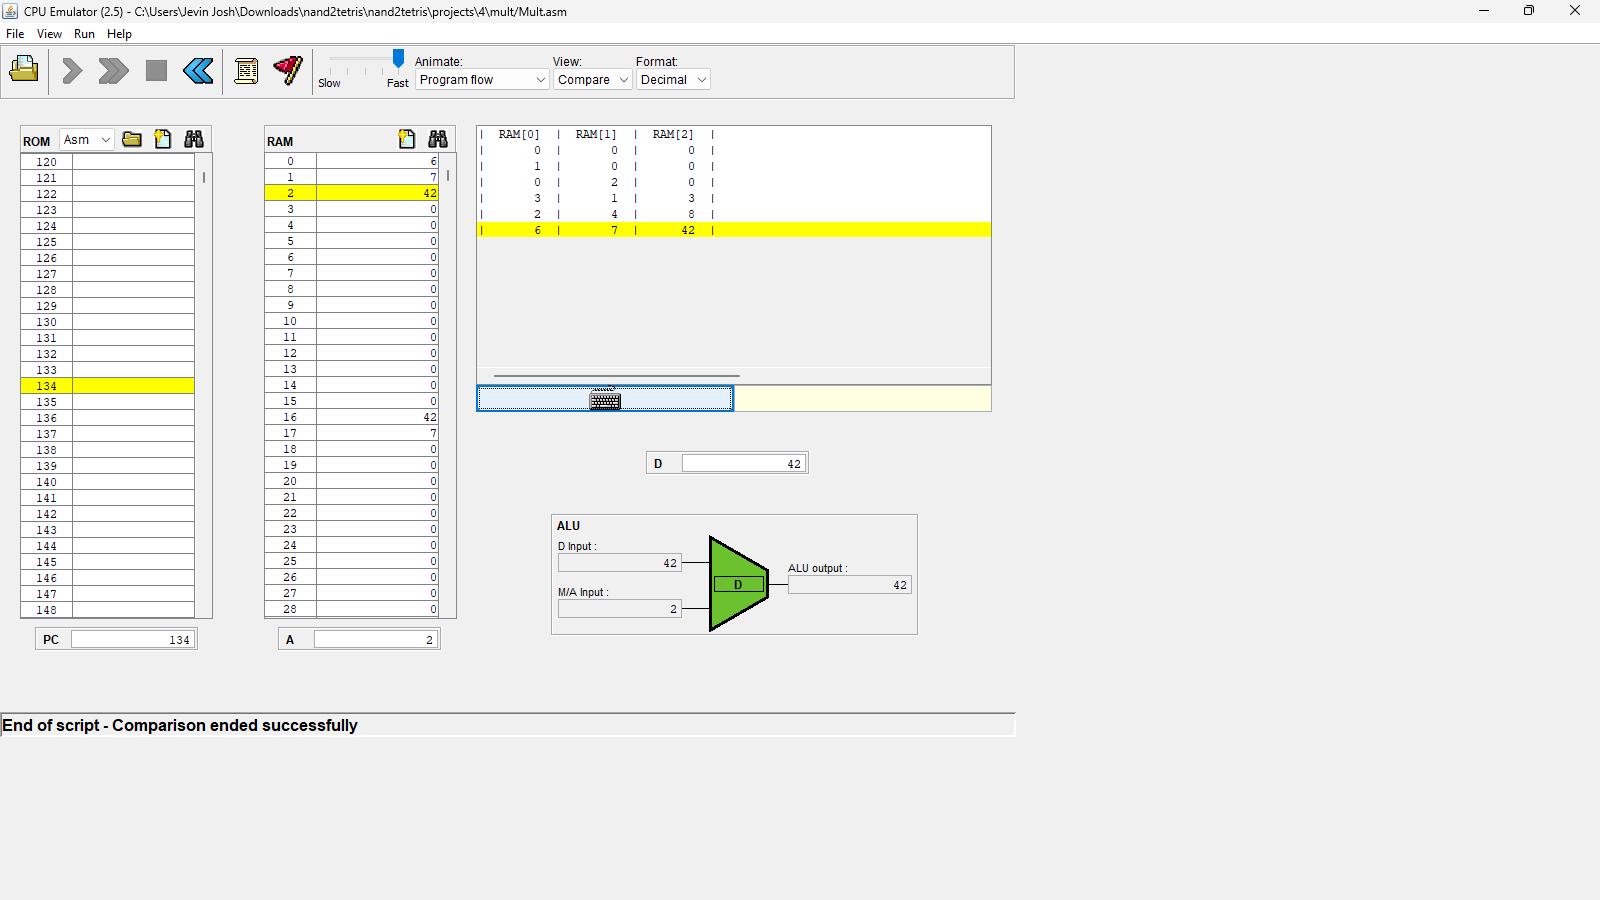 CPU Emulator (2.5) - C:\Users\Jevin Josh\Downloads\nand2tetris\nand2tetris\projects\4\mult/Mult.asm
File View Run Help
Slow Fast
Animate:
Program flow
View:
Compare
Format:
Decimal
ROM Asm
120
121
122
123
124
125
126
127
128
129
130
131
132
133
134
135
136
137
138
139
140
141
142
143
144
145
146
147
148
PC 134
RAM
0 6
1 7
2 42
3 0
4 0
5 0
6 0
7 0
8 0
9 0
10 0
11 0
12 0
13 0
14 0
15 0
16 42
17 7
18 0
19 0
20 0
21 0
22 0
23 0
24 0
25 0
26 0
27 0
28 0
A 2
| RAM[0] | RAM[1] | RAM[2] |
| 0 | 0 | 0 |
| 1 | 0 | 0 |
| 0 | 2 | 0 |
| 3 | 1 | 3 |
| 2 | 4 | 8 |
| 6 | 7 | 42 |
D 42
ALU
D Input :
42
M/A Input :
2
D
ALU output :
42
End of script - Comparison ended successfully